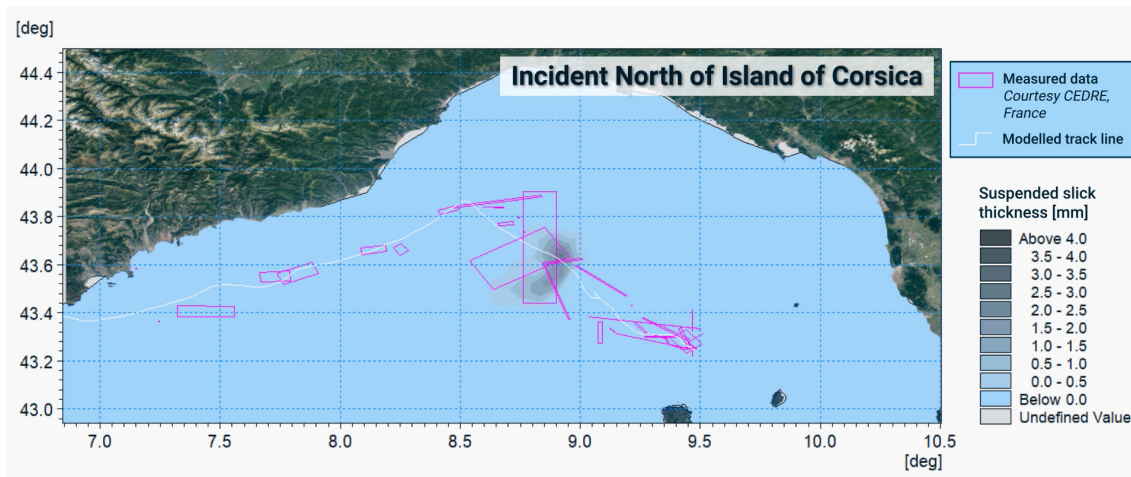 [deg]
Incident North of Island of Corsica
44.4
44.2
44.0
43.8
43.6
43.4
43.2
43.0
7.0 7.5 8.0 8.5 9.0 9.5 10.0 10.5
[deg]
Measured data
Courtesy CEDRE,
France
Modelled track line
Suspended slick
thickness [mm]
Above 4.0
3.5 - 4.0
3.0 - 3.5
2.5 - 3.0
2.0 - 2.5
1.5 - 2.0
1.0 - 1.5
0.5 - 1.0
0.0 - 0.5
Below 0.0
Undefined Value